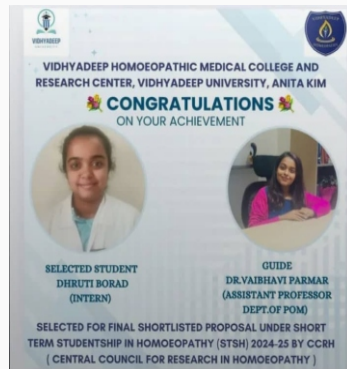 VIDHYADEEP
VIDHYADEEP HOMOEOPATHIC MEDICAL COLLEGE AND
RESEARCH CENTER, VIDHYADEEP UNIVERSITY, ANITA KIM
CONGRATULATIONS
ON YOUR ACHIEVEMENT
SELECTED STUDENT
DHRUTI BORAD
(INTERN)
GUIDE
DR.VAIBHAVI PARMAR
(ASSISTANT PROFESSOR
DEPT.OF POM)
SELECTED FOR FINAL SHORTLISTED PROPOSAL UNDER SHORT
TERM STUDENTSHIP IN HOMOEOPATHY (STSH) 2024-25 BY CCRH
( CENTRAL COUNCIL FOR RESEARCH IN HOMOEOPATHY )